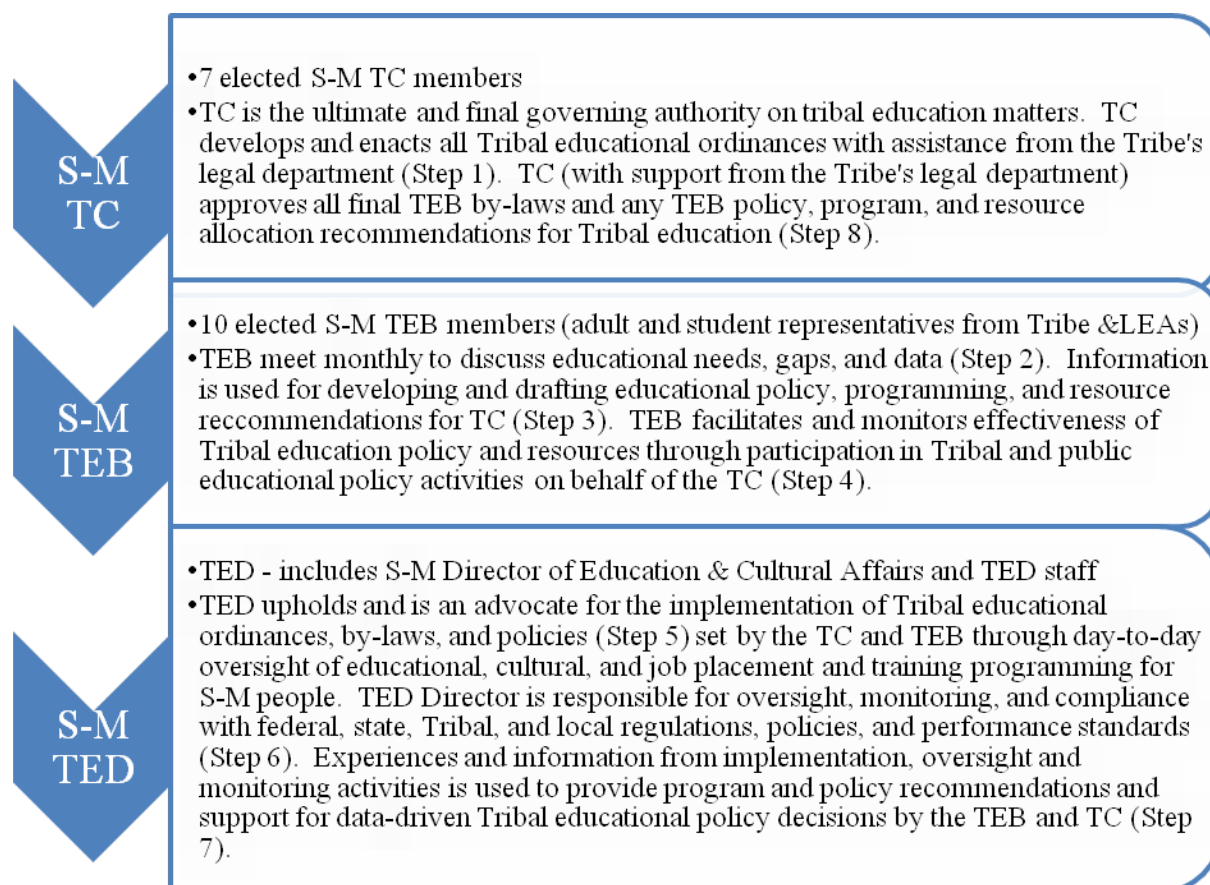 S-M
TC
•7 elected S-M TC members
•TC is the ultimate and final governing authority on tribal education matters.  TC
develops and enacts all Tribal educational ordinances with assistance from the Tribe's
legal department (Step 1).  TC (with support from the Tribe's legal department)
approves all final TEB by-laws and any TEB policy, program, and resource
allocation recommendations for Tribal education (Step 8).
S-M
TEB
•10 elected S-M TEB members (adult and student representatives from Tribe &LEAs)
•TEB meet monthly to discuss educational needs, gaps, and data (Step 2).  Information
is used for developing and drafting educational policy, programming, and resource
reccommendations for TC (Step 3).  TEB facilitates and monitors effectiveness of
Tribal education policy and resources through participation in Tribal and public
educational policy activities on behalf of the TC (Step 4).
S-M
TED
•TED - includes S-M Director of Education & Cultural Affairs and TED staff
•TED upholds and is an advocate for the implementation of Tribal educational
ordinances, by-laws, and policies (Step 5) set by the TC and TEB through day-to-day
oversight of educational, cultural, and job placement and training programming for
S-M people.  TED Director is responsible for oversight, monitoring, and compliance
with federal, state, Tribal, and local regulations, policies, and performance standards
(Step 6).  Experiences and information from implementation, oversight and
monitoring activities is used to provide program and policy recommendations and
support for data-driven Tribal educational policy decisions by the TEB and TC (Step
7).